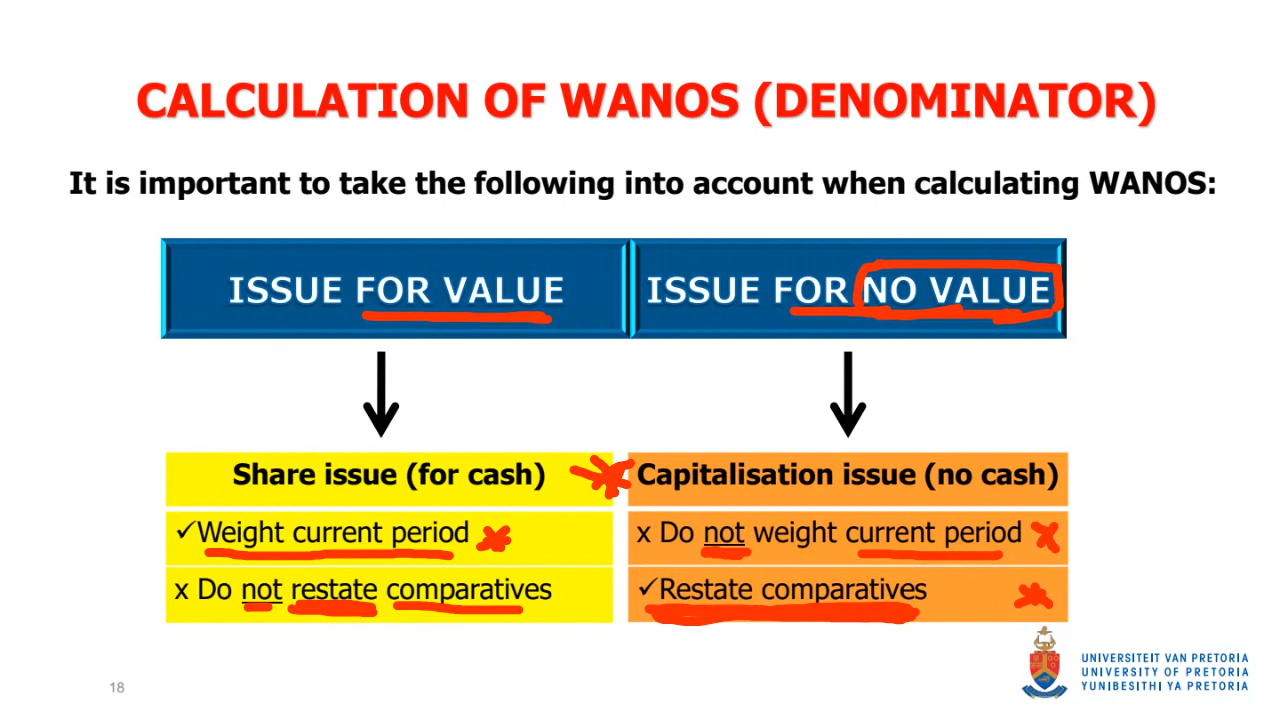 CALCULATION OF WANOS (DENOMINATOR)
It is important to take the following into account when calculating WANOS:
ISSUE FOR VALUE
ISSUE FOR NO VALUE
Share issue (for cash)
✓Weight current period
x Do not restate comparatives
Capitalisation issue (no cash)
x Do not weight current period
✓Restate comparatives
18
UNIVERSITEIT VAN PRETORIA
UNIVERSITY OF PRETORIA
YUNIBESITHI YA PRETORIA